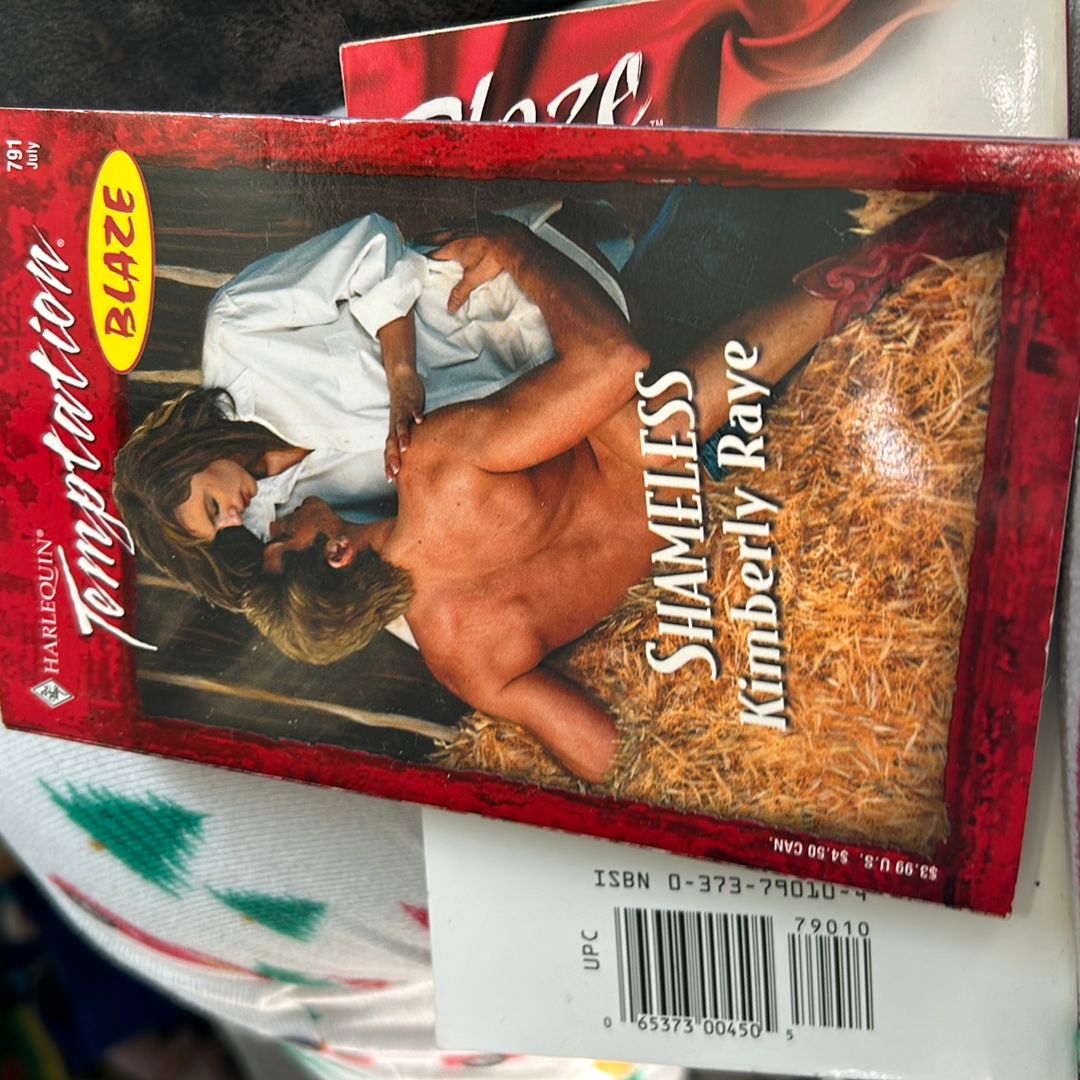 791
July
HARLEQUIN®
Temptation®
BLAZE
SHAMELESS
Kimberly Raye
$3.99 U.S. $4.50 CAN.
Blaze™
ISBN 0-373-79010-4
UPC
79010
0 65373 00450 5